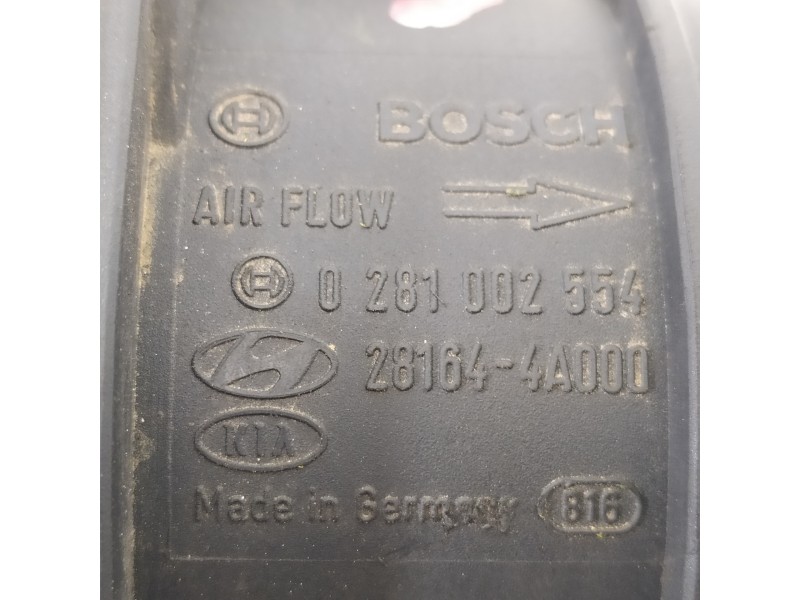 BOSCH
AIR FLOW
0 281 002 554
28164-4A000
KIA
Made in Germany 816